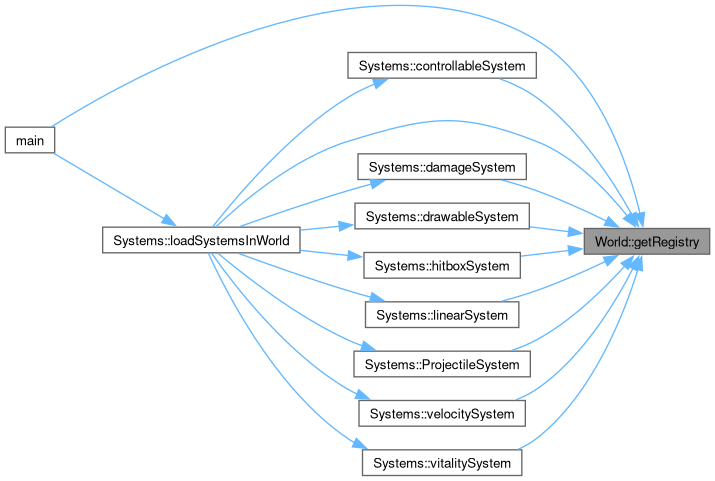 main
Systems::loadSystemsInWorld
Systems::controllableSystem
Systems::damageSystem
Systems::drawableSystem
Systems::hitboxSystem
Systems::linearSystem
Systems::ProjectileSystem
Systems::velocitySystem
Systems::vitalitySystem
World::getRegistry